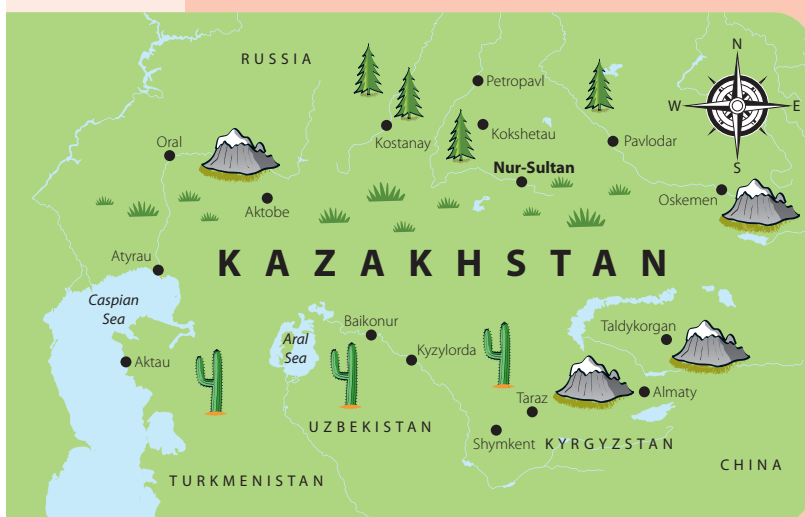 RUSSIA
N
W
E
S
Petropavl
Kostanay
Kokshetau
Pavlodar
Oral
Nur-Sultan
Aktobe
Oskemen
KAZAKHSTAN
Atyrau
Caspian
Sea
Aral
Sea
Baikonur
Taldykorgan
Aktau
Kyzylorda
Taraz
Almaty
UZBEKISTAN
Shymkent
KYRGYZSTAN
CHINA
TURKMENISTAN